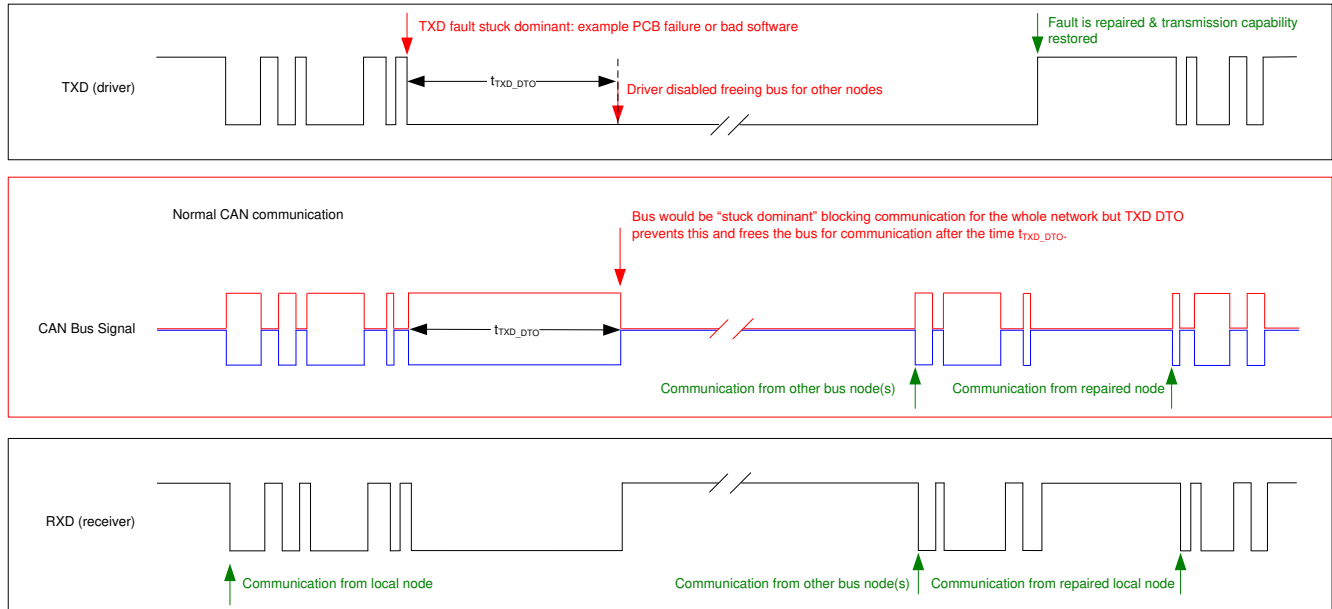 TXD fault stuck dominant: example PCB failure or bad software
Fault is repaired & transmission capability
restored
TXD (driver)
tTXD_DTO
Driver disabled freeing bus for other nodes
Normal CAN communication
Bus would be “stuck dominant” blocking communication for the whole network but TXD DTO
prevents this and frees the bus for communication after the time tTXD_DTO.
CAN Bus Signal
tTXD_DTO
Communication from other bus node(s)
Communication from repaired node
RXD (receiver)
Communication from local node
Communication from other bus node(s)
Communication from repaired local node